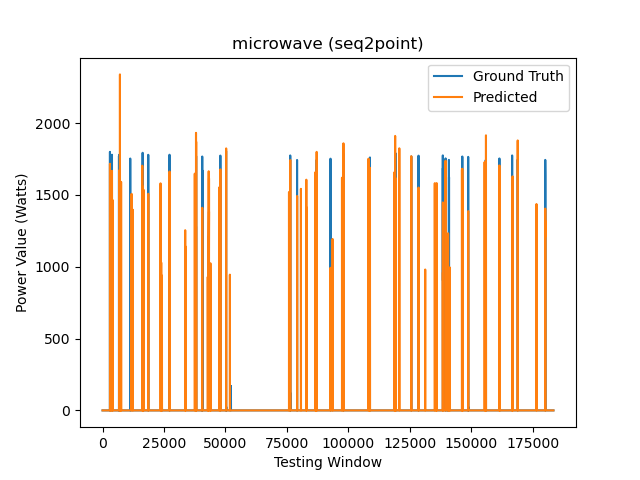 microwave (seq2point)
Ground Truth
Predicted
Power Value (Watts)
2000
1500
1000
500
0
0 25000 50000 75000 100000 125000 150000 175000
Testing Window